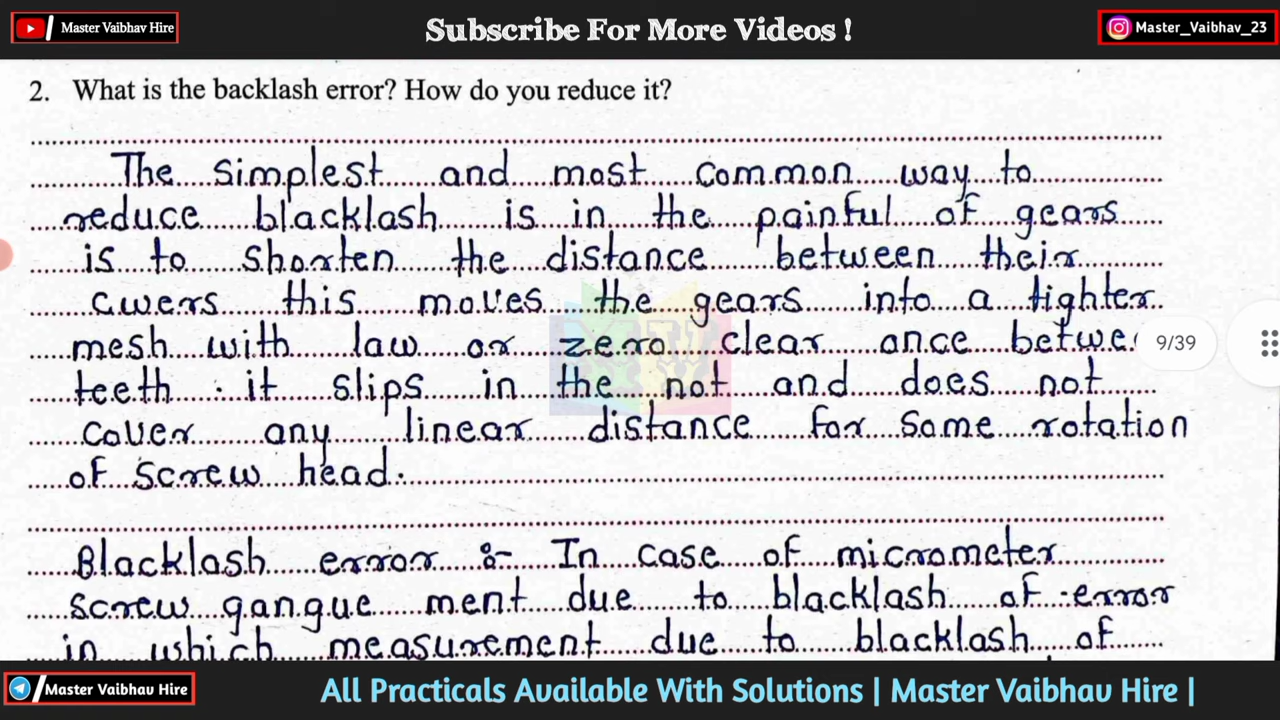 Master Vaibhav Hire
Subscribe For More Videos !
Master_Vaibhav_23
2. What is the backlash error? How do you reduce it?
The simplest and most common way to
reduce blacklash is in the painful of gears
is to shorten the distance between their
cwers this moves the gears into a tighter
mesh with law or zero clear ance betwe
9/39
teeth . it slips in the not and does not
cover any linear distance for some rotation
of screw head.
Blacklash error :- In case of micrometer
screw gangue ment due to blacklash of error
in which measurement due to blacklash of
Master Vaibhav Hire
All Practicals Available With Solutions | Master Vaibhav Hire |